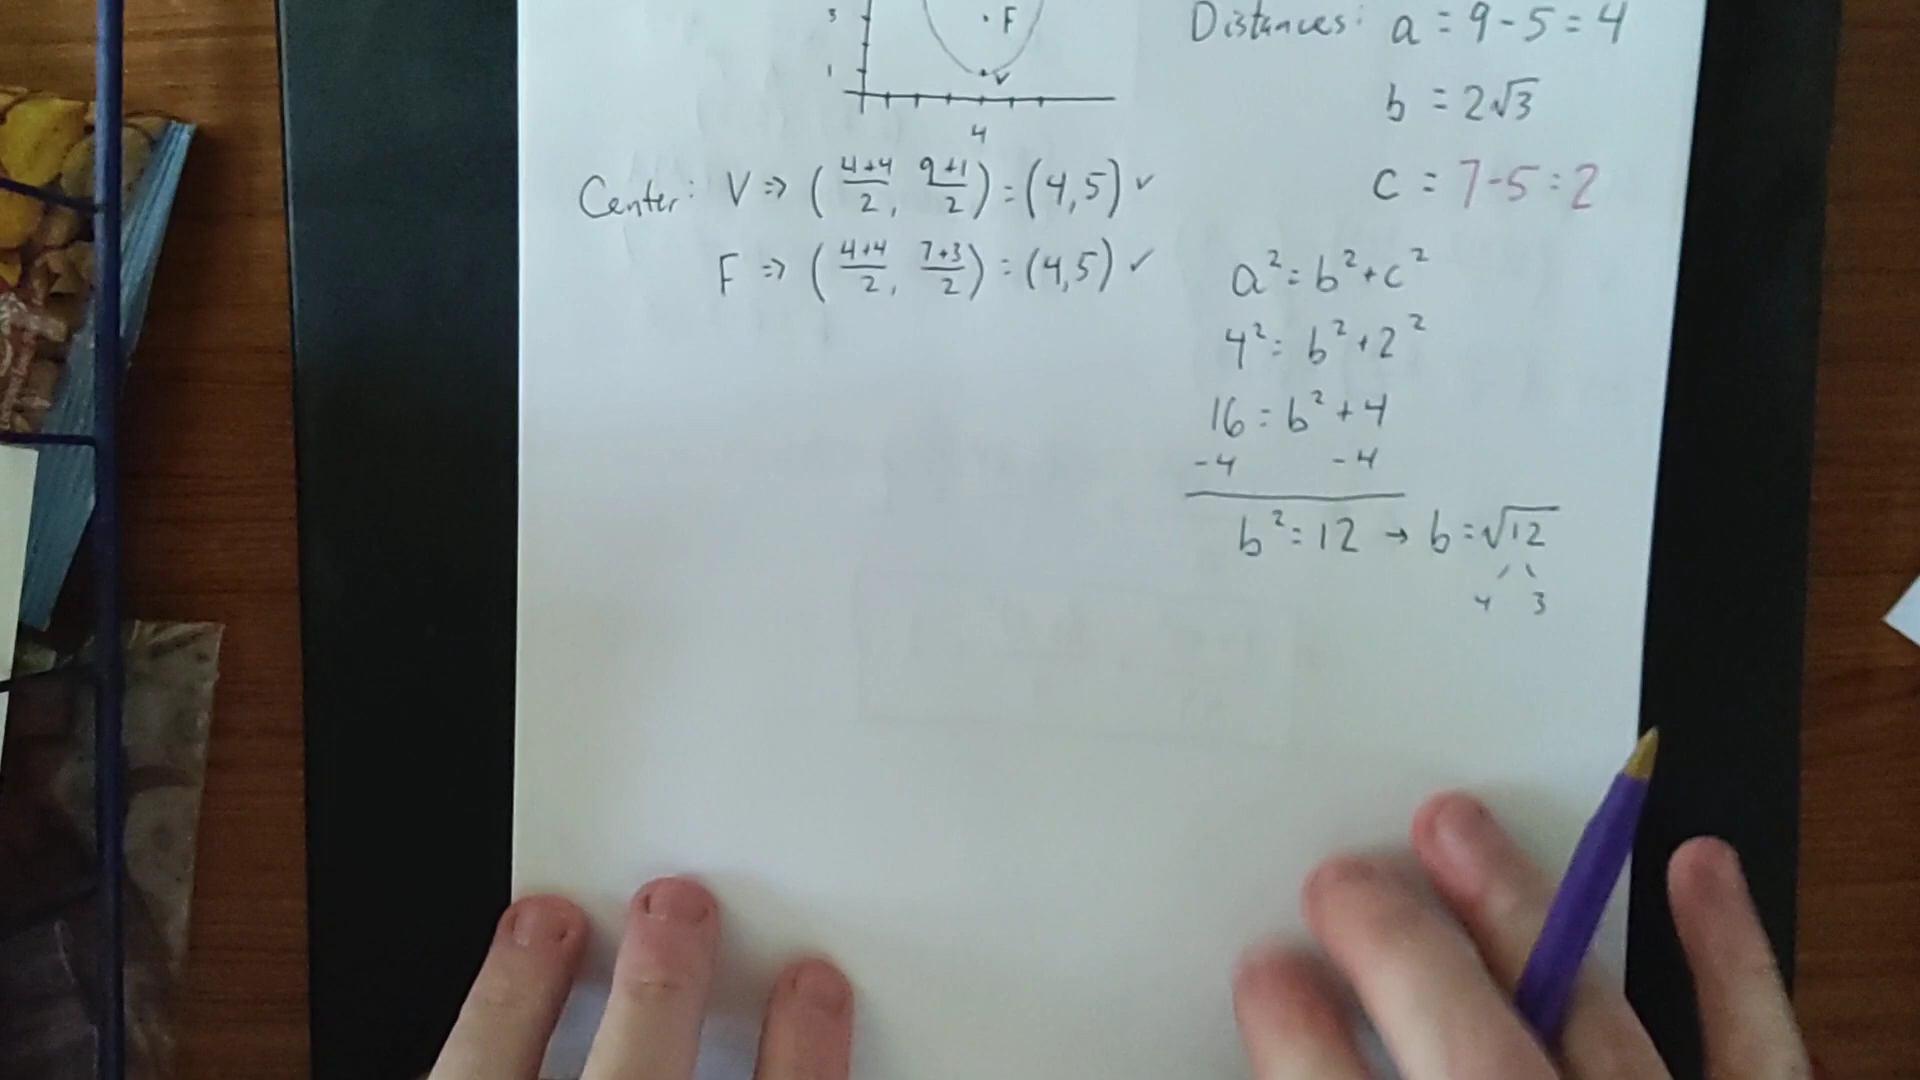 3
F
1
V
4
Center: V => (4+4/2, 9+1/2) = (4,5) ✓
F => (4+4/2, 7+3/2) = (4,5) ✓
Distances: a = 9 - 5 = 4
b = 2√3
c = 7-5 = 2
a² = b² + c²
4² = b² + 2²
16 = b² + 4
-4 -4
b² = 12 → b = √12
4 3